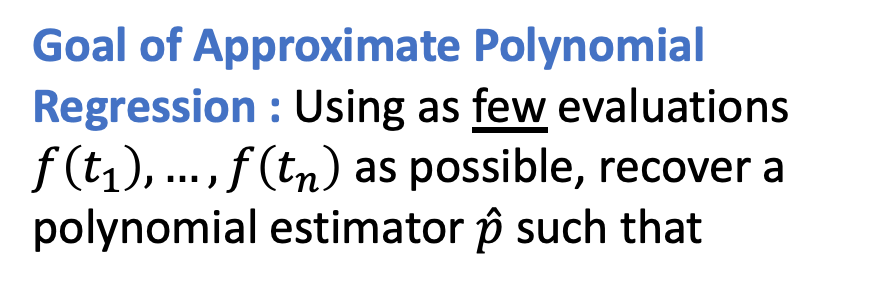 Goal of Approximate Polynomial
Regression : Using as few evaluations
f(t₁), … , f(tₙ) as possible, recover a
polynomial estimator p̂ such that